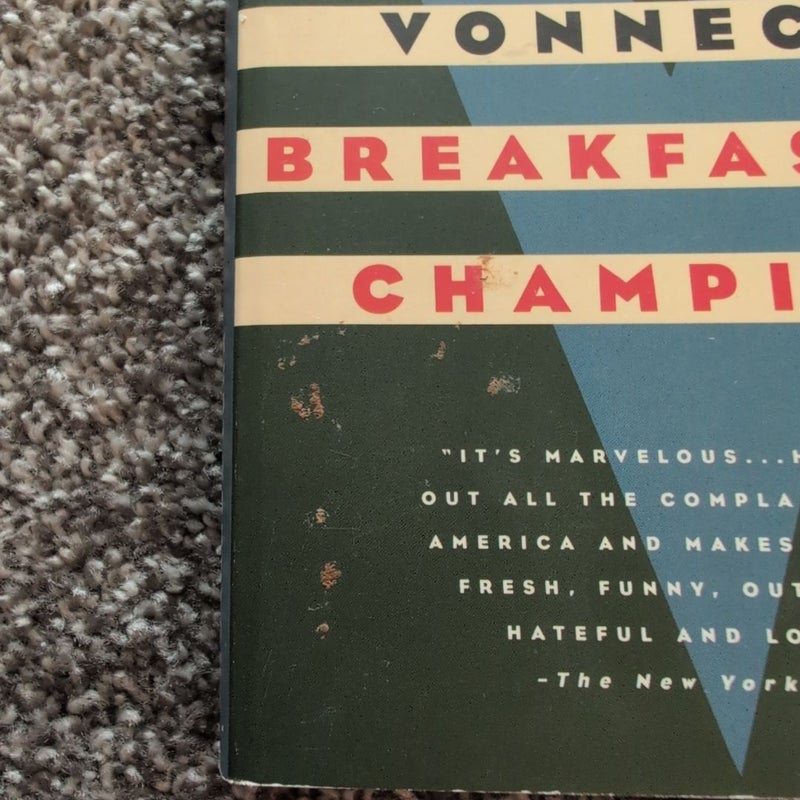 VONNEC
BREAKFAS
CHAMPI
"IT'S MARVELOUS...H
OUT ALL THE COMPLA
AMERICA AND MAKES
FRESH, FUNNY, OUT
HATEFUL AND LO
–The New York